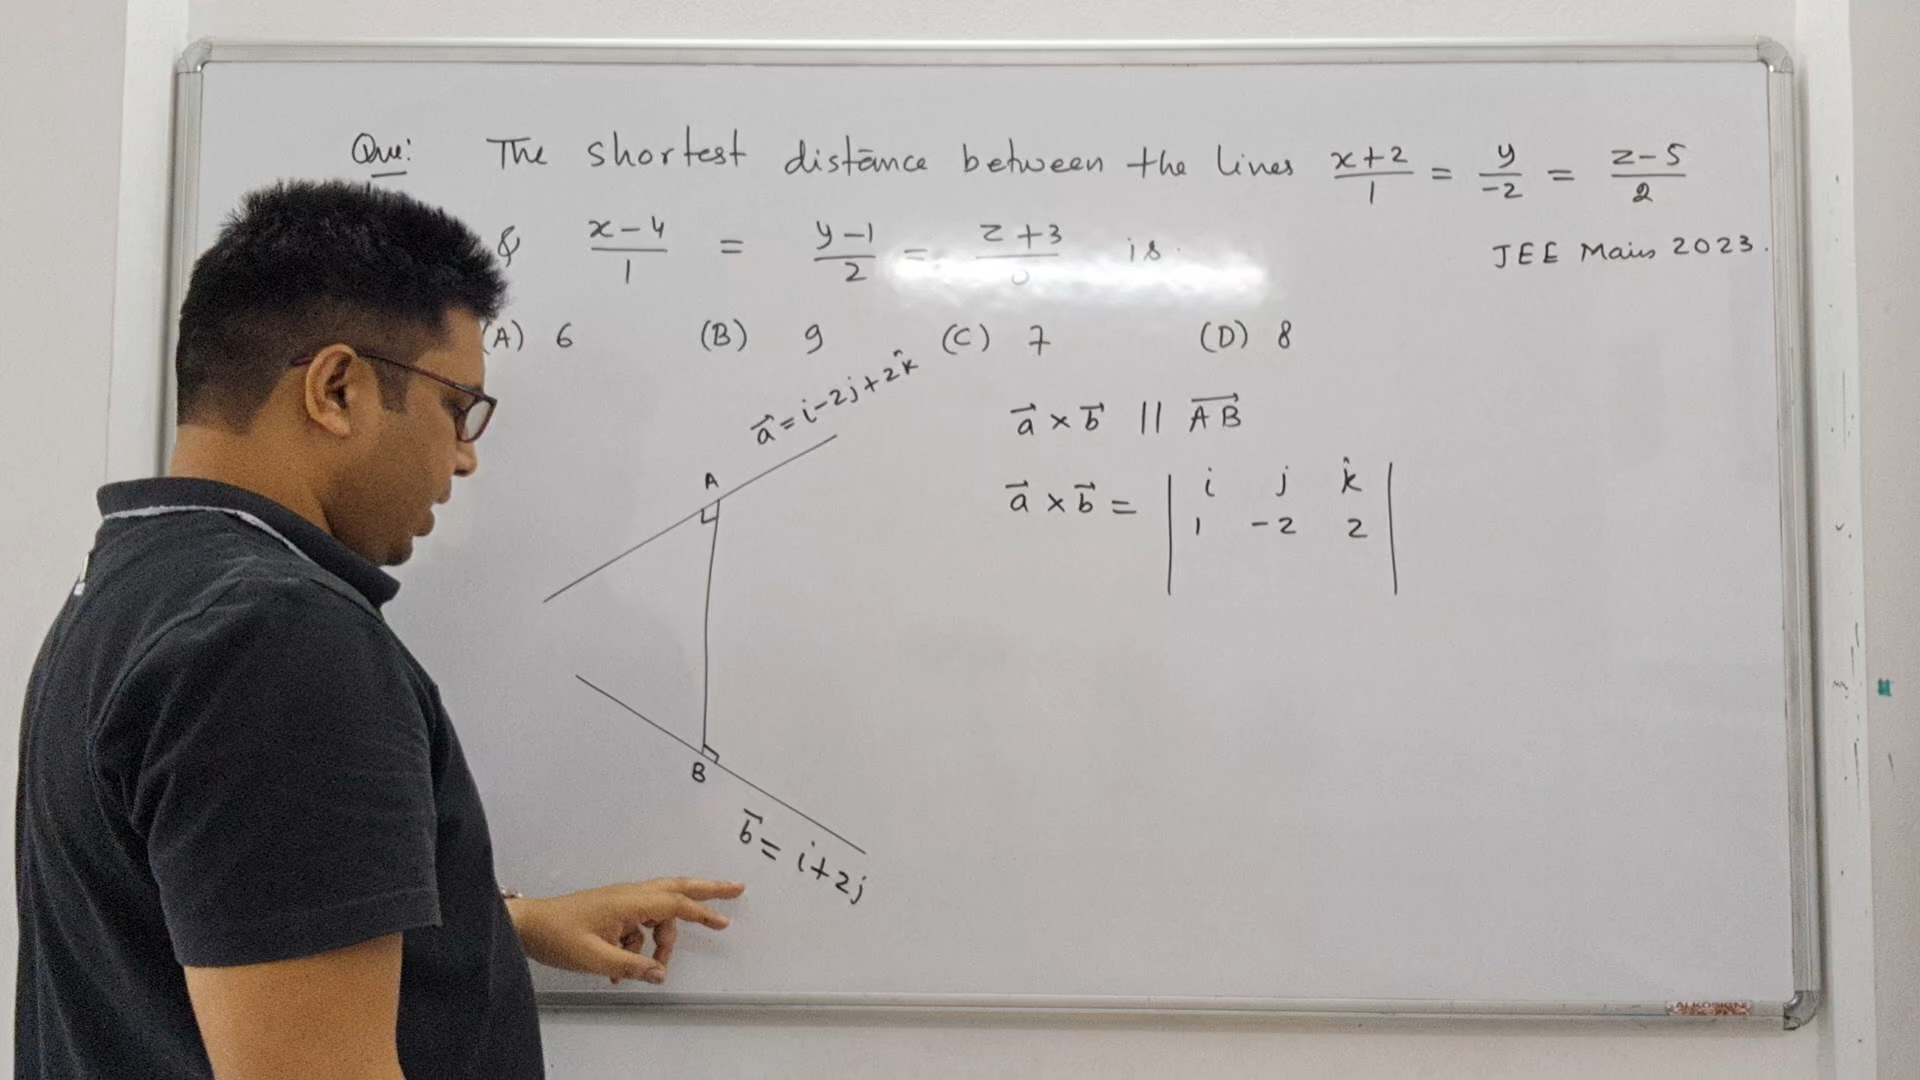 Que: The shortest distance between the lines x+2/1 = y/-2 = z-5/2
& x-4/1 = y-1/2 = z+3/0 is
JEE Mains 2023.
(A) 6 (B) 9 (C) 7 (D) 8
a⃗ = i-2j+2k̂
a⃗ × b⃗ || AB⃗
A
a⃗ × b⃗ = | i j k̂ |
| 1 -2 2 |
B
b⃗ = i+2j